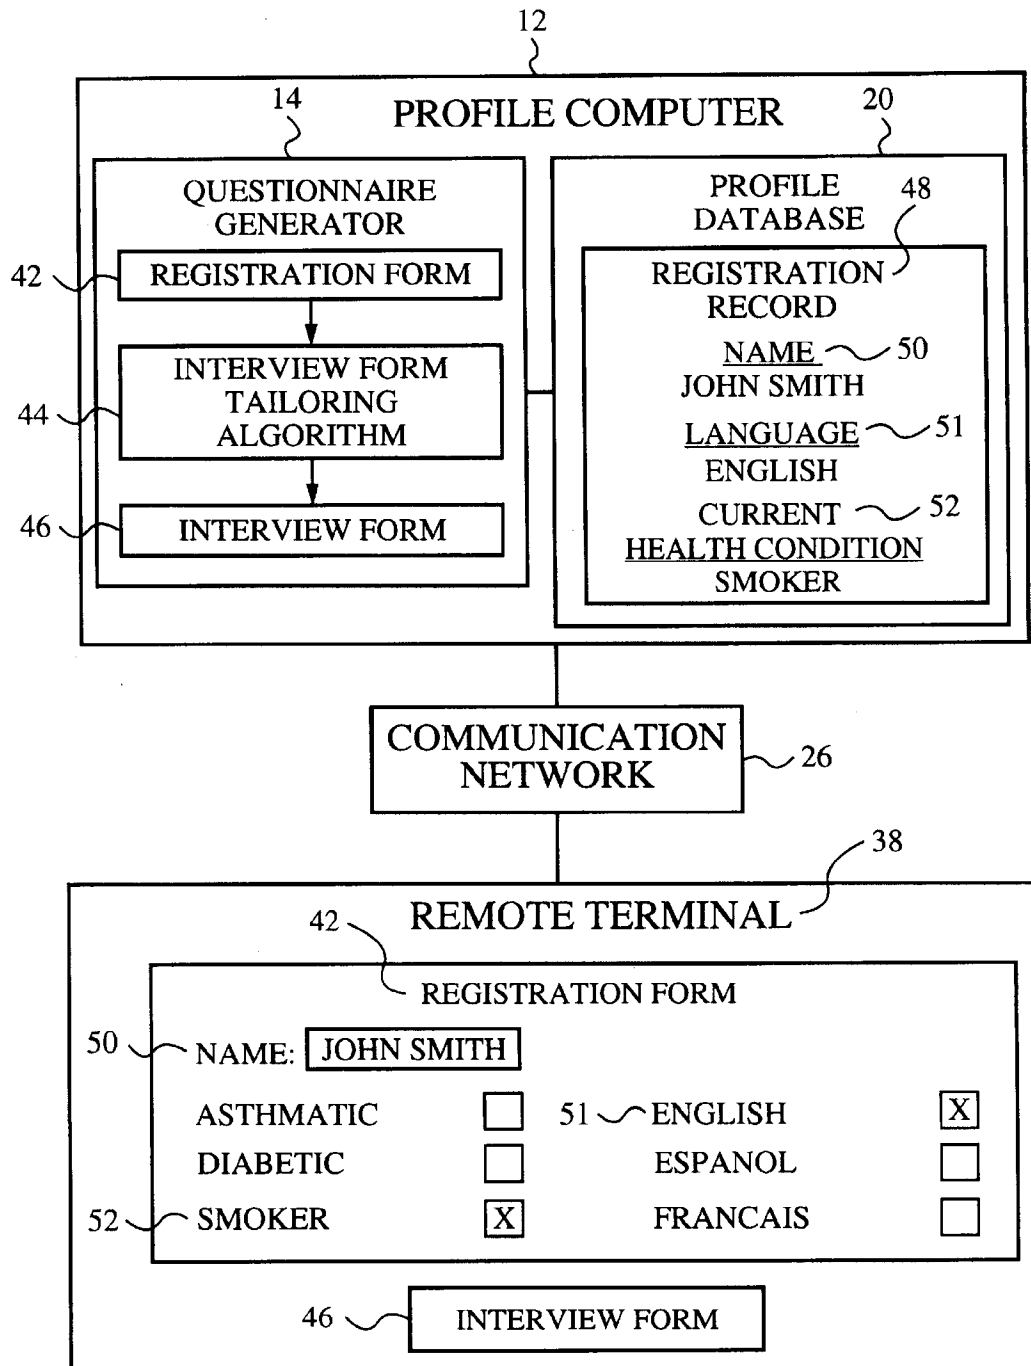 12
PROFILE COMPUTER
14
20
QUESTIONNAIRE
GENERATOR
42
REGISTRATION FORM
44
INTERVIEW FORM
TAILORING
ALGORITHM
46
INTERVIEW FORM
PROFILE
DATABASE
48
REGISTRATION
RECORD
NAME 50
JOHN SMITH
LANGUAGE 51
ENGLISH
CURRENT 52
HEALTH CONDITION
SMOKER
COMMUNICATION
NETWORK
26
38
REMOTE TERMINAL
42
REGISTRATION FORM
50 NAME: JOHN SMITH
ASTHMATIC 51 ENGLISH X
DIABETIC ESPANOL
52 SMOKER X FRANCAIS
46 INTERVIEW FORM